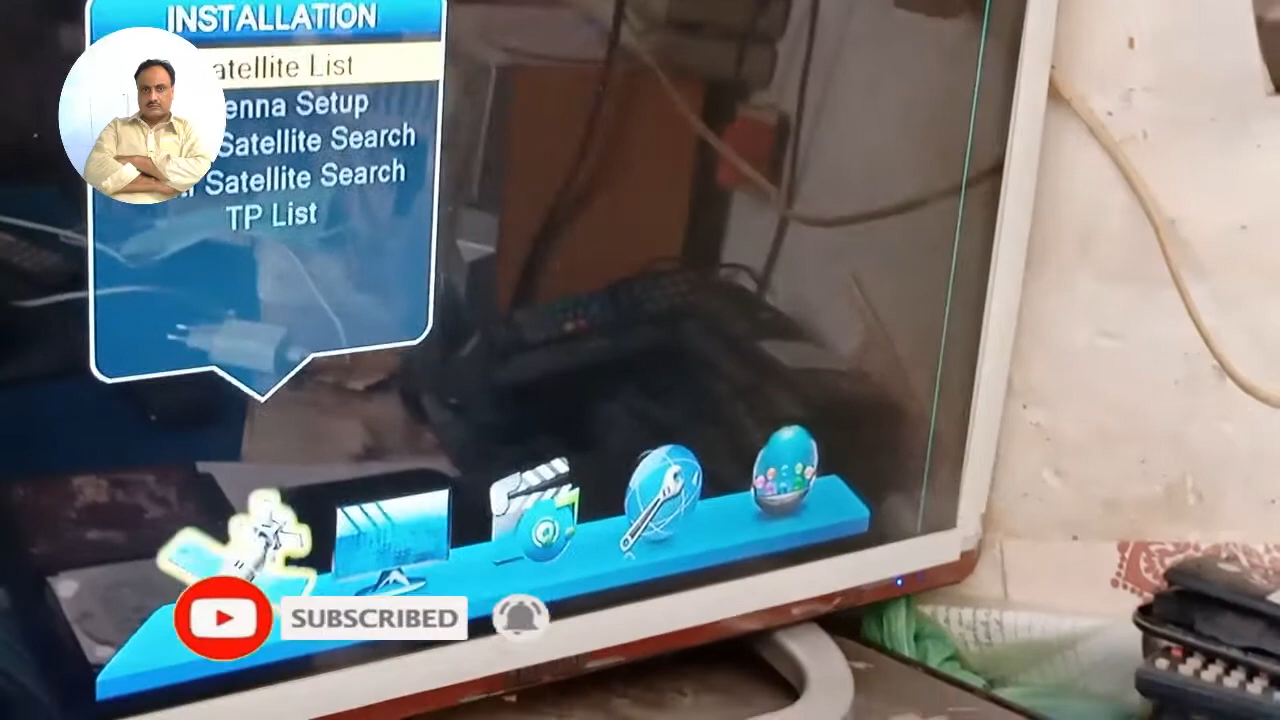 INSTALLATION
atellite List
enna Setup
Satellite Search
Satellite Search
TP List
SUBSCRIBED